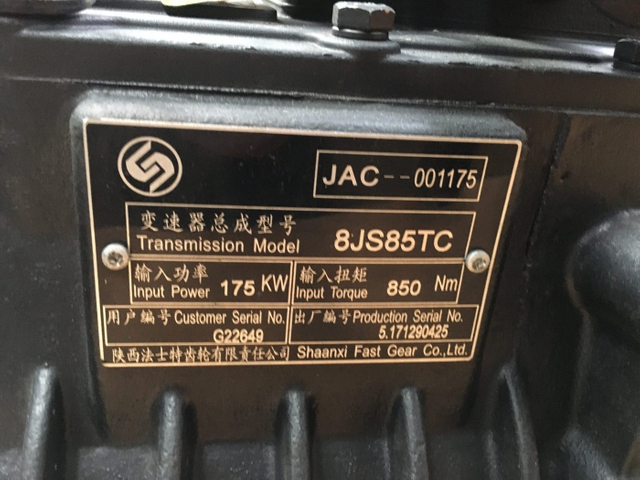 JAC--001175
变速器总成型号
Transmission Model 8JS85TC
输入功率 输入扭矩
Input Power 175 KW Input Torque 850 Nm
用户编号 Customer Serial No. 出厂编号 Production Serial No.
G22649 5.171290425
陕西法士特齿轮有限责任公司 Shaanxi Fast Gear Co.,Ltd.